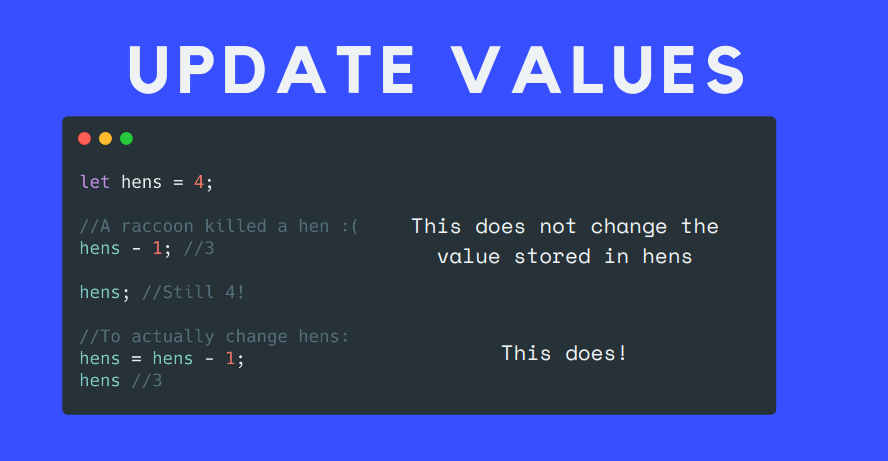 UPDATE VALUES
let hens = 4;
//A raccoon killed a hen :(
hens - 1; //3
This does not change the
value stored in hens
hens; //Still 4!
//To actually change hens:
hens = hens - 1;
hens //3
This does!